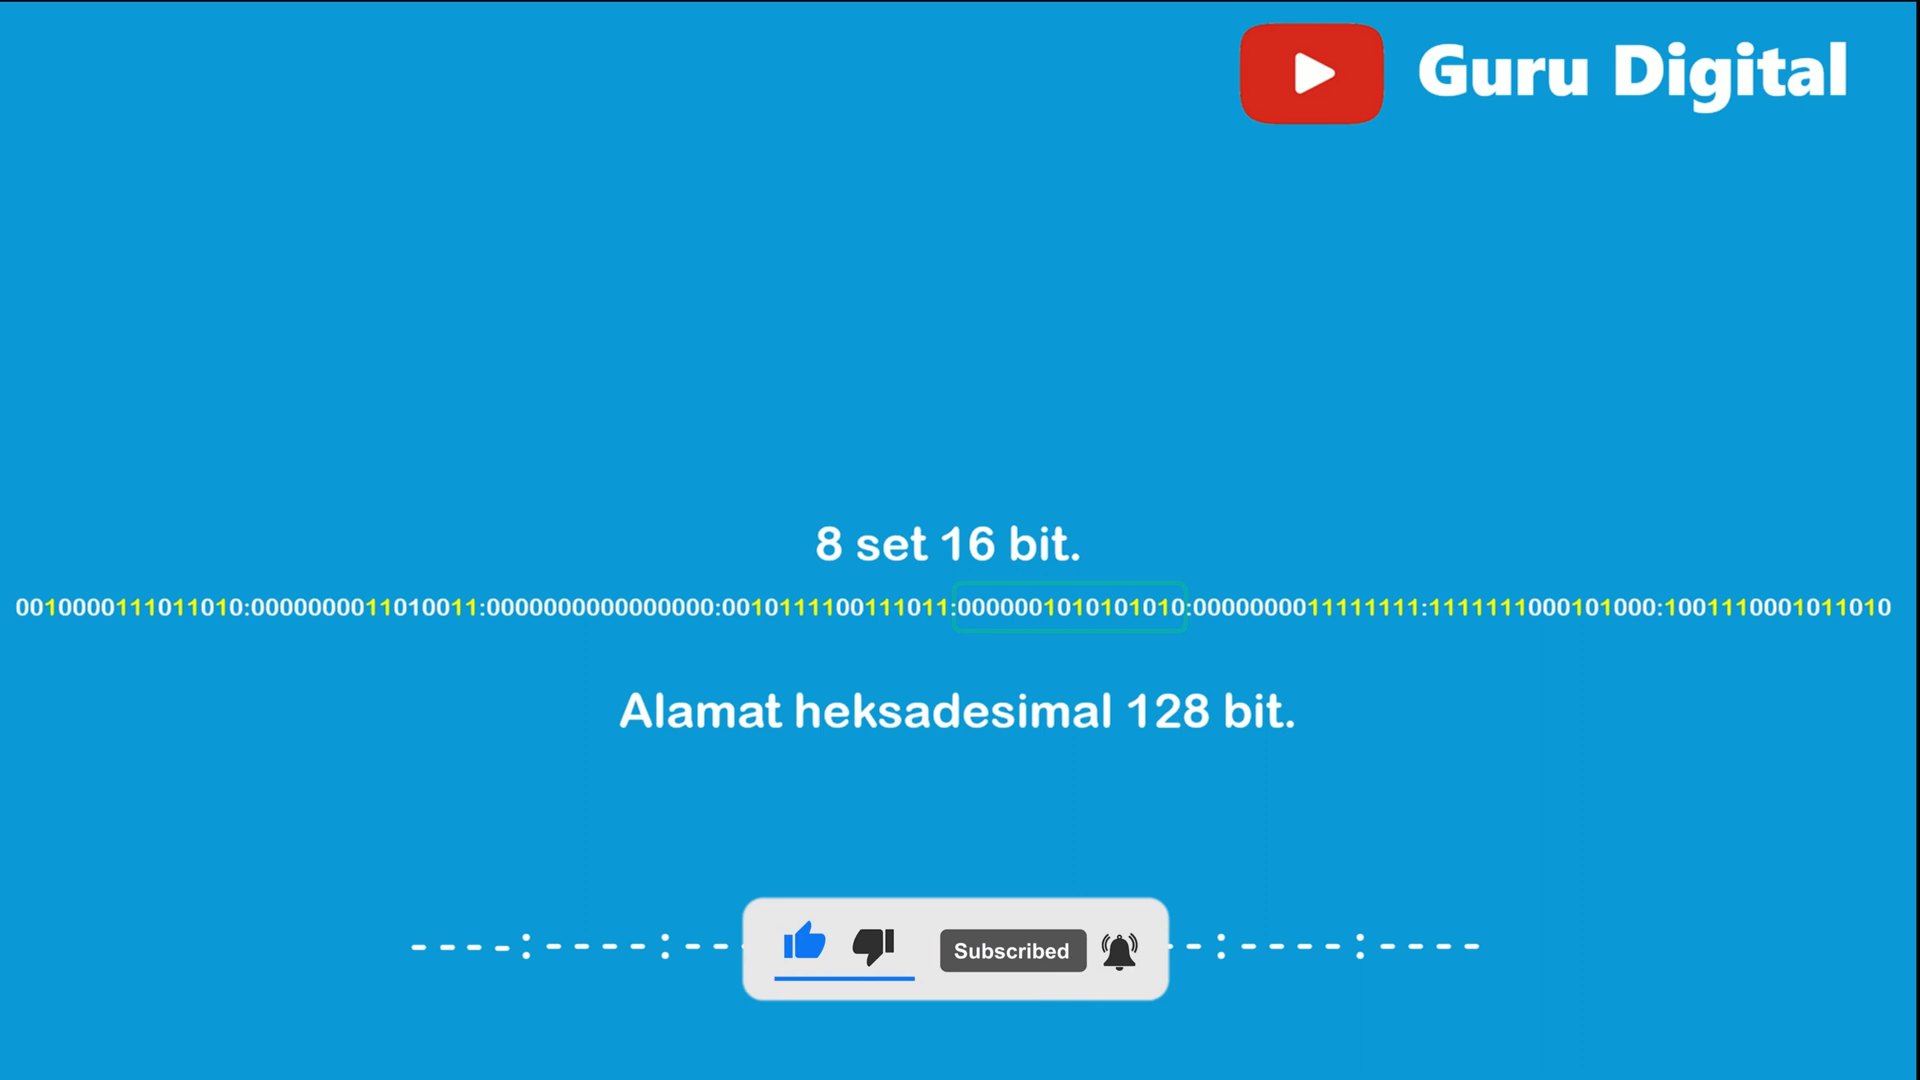 Guru Digital
8 set 16 bit.
0010000111011010:0000000011010011:0000000000000000:0010111100111011:0000001010101010:0000000011111111:1111111000101000:1001110001011010
Alamat heksadesimal 128 bit.
Subscribed